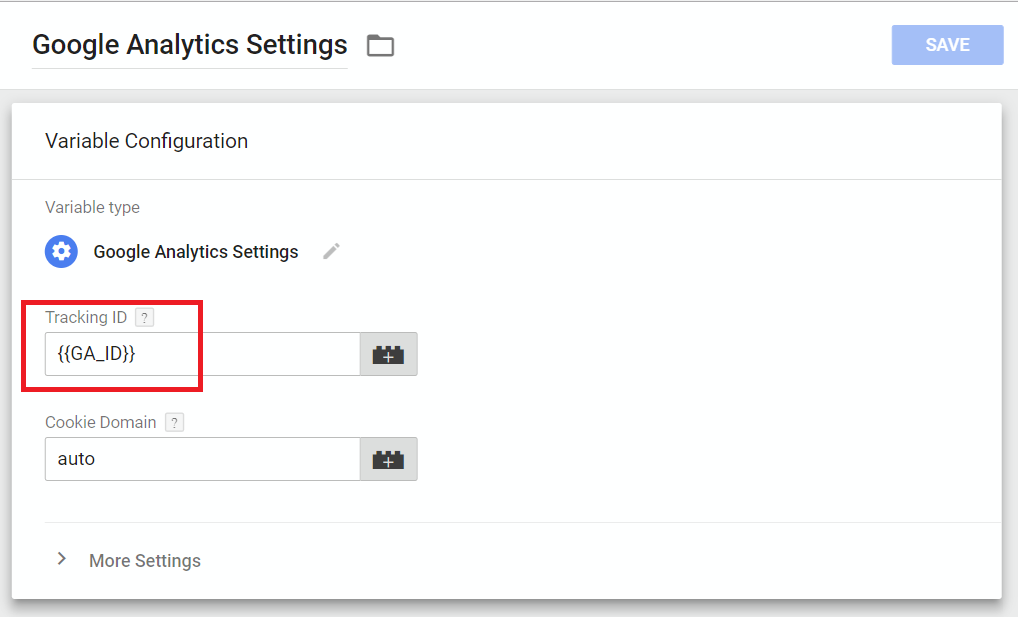 Google Analytics Settings
SAVE
Variable Configuration
Variable type
Google Analytics Settings
Tracking ID ?
{{GA_ID}}
Cookie Domain ?
auto
More Settings